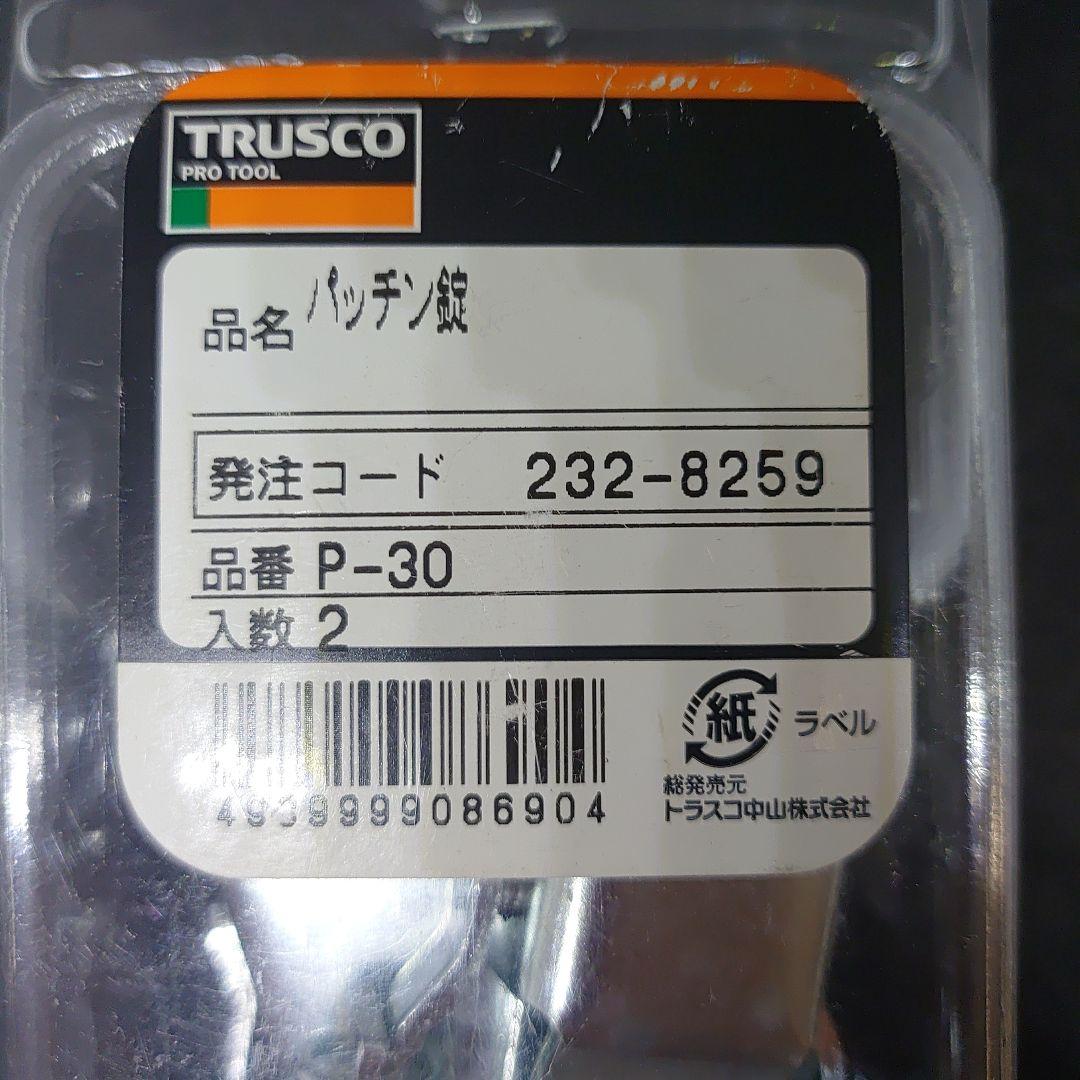 TRUSCO
PRO TOOL
品名 パッチン錠
発注コード 232-8259
品番 P-30
入数 2
4989999086904
紙 ラベル
総発売元
トラスコ中山株式会社